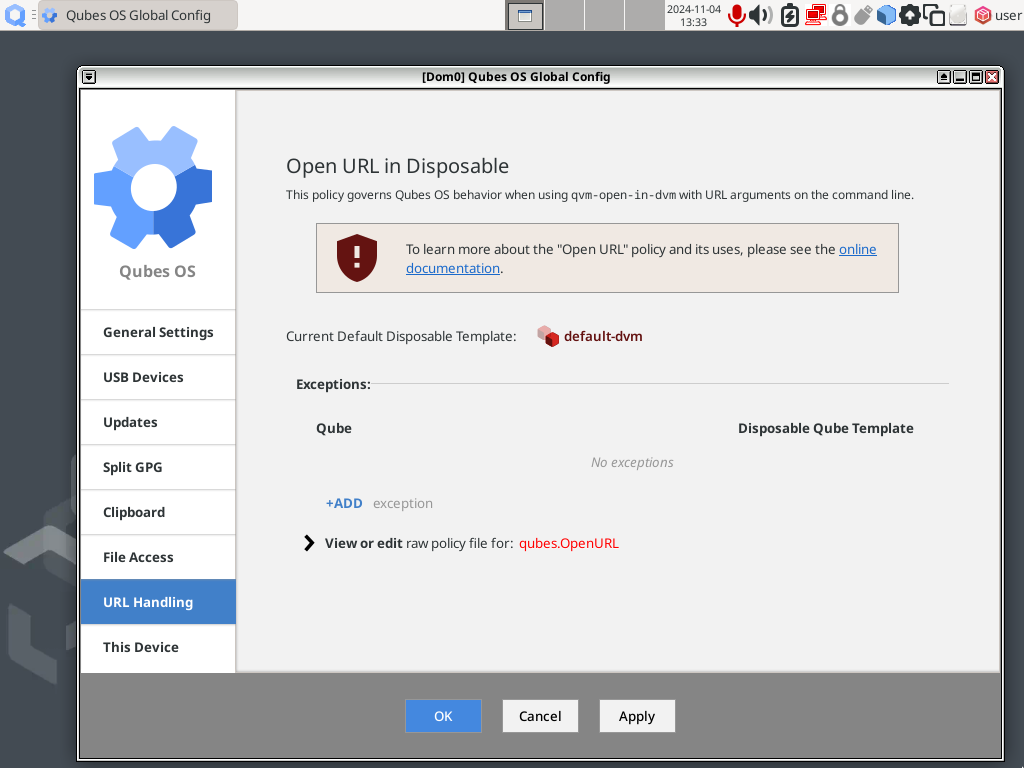 Qubes OS Global Config
2024-11-04
13:33
user
[Dom0] Qubes OS Global Config
Qubes OS
General Settings
USB Devices
Updates
Split GPG
Clipboard
File Access
URL Handling
This Device
Open URL in Disposable
This policy governs Qubes OS behavior when using qvm-open-in-dvm with URL arguments on the command line.
To learn more about the "Open URL" policy and its uses, please see the online
documentation.
Current Default Disposable Template: default-dvm
Exceptions:
Qube Disposable Qube Template
No exceptions
+ADD exception
View or edit raw policy file for: qubes.OpenURL
OK Cancel Apply